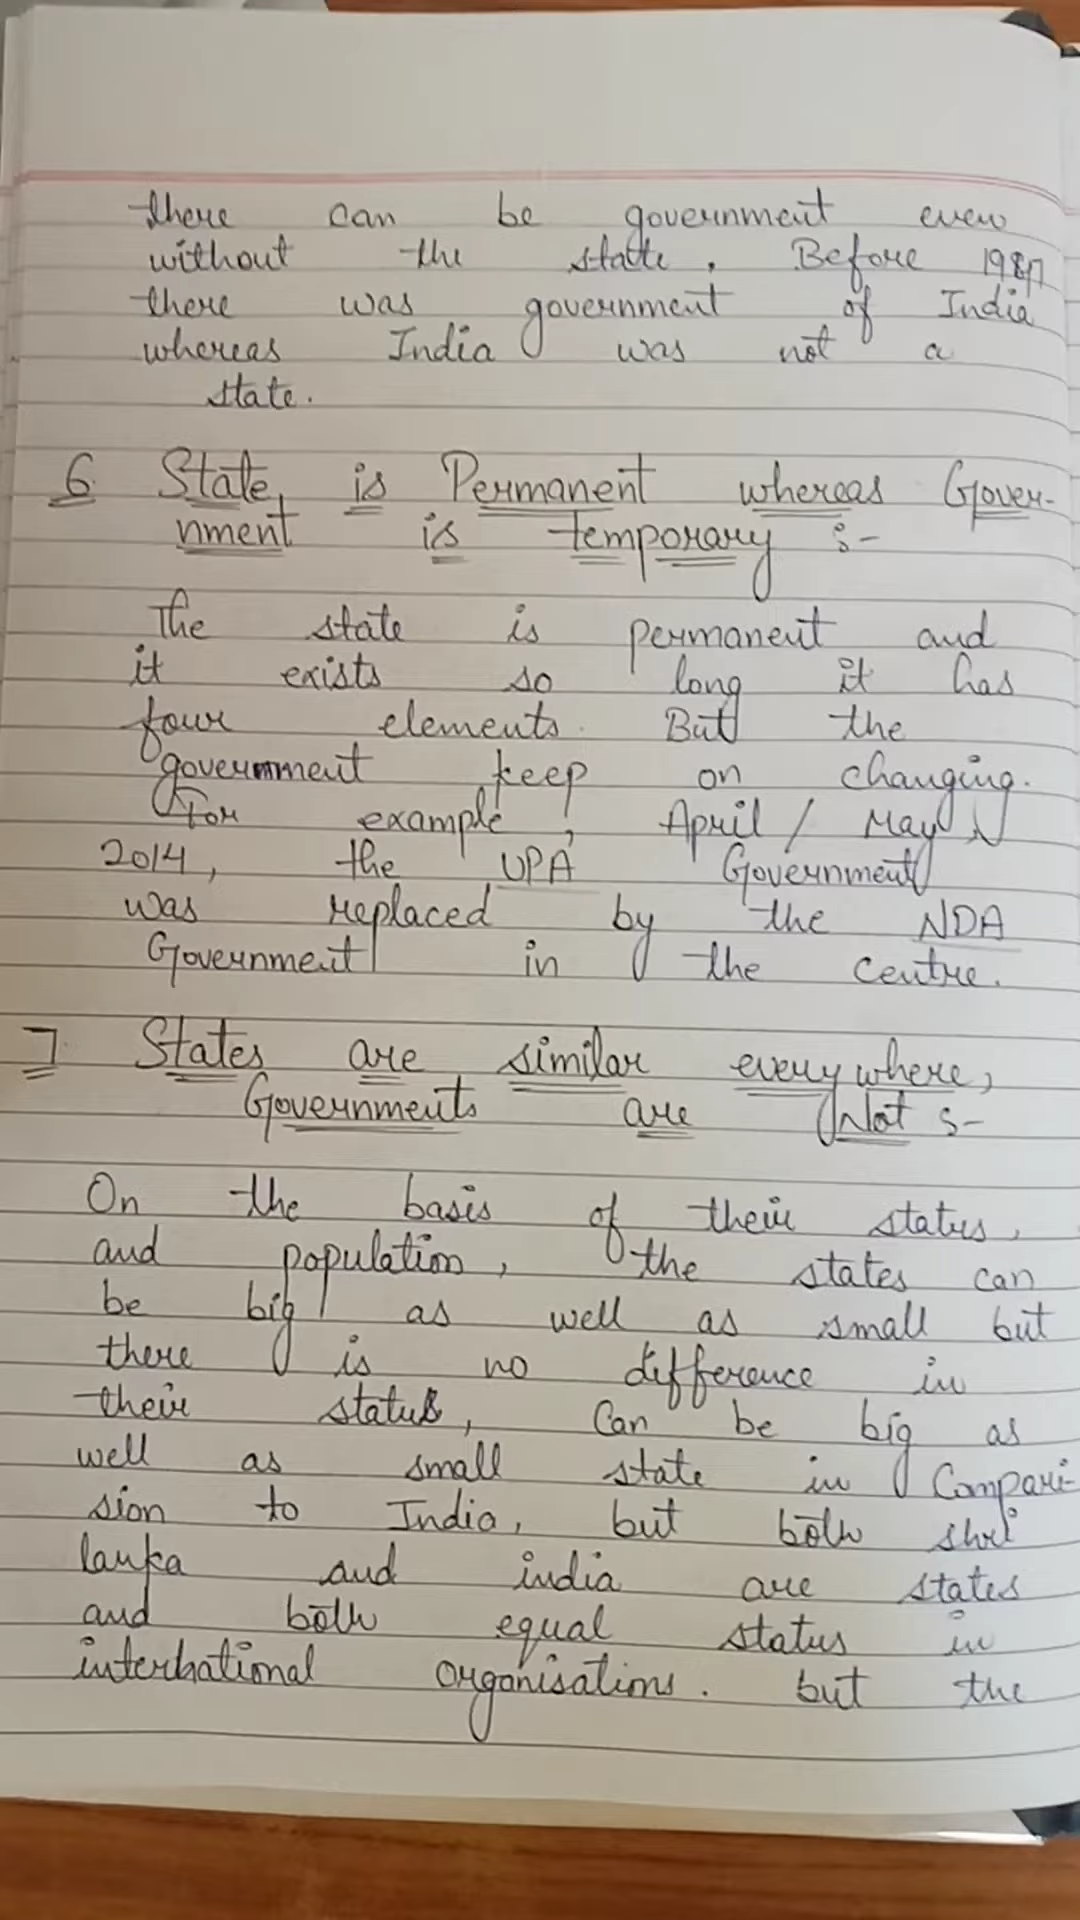 there can be government even
without the state. Before
there was government of India
whereas India was not a
state.
6 State is Permanent whereas Gover-
nment is temporary :-
The state is permanent and
it exists so long it has
four elements. But the
government keep on changing.
For example, April / May
2014, the UPA Government
was replaced by the NDA
Government in the centre.
7 States are similar everywhere,
Governments are Not :-
On the basis of their status,
and population, the states can
be big as well as small but
there is no difference in
their status, Can be big as
well as small state in Compari-
sion to India, but both shri
lanka and india are states
and both equal status in
international organisations. but the